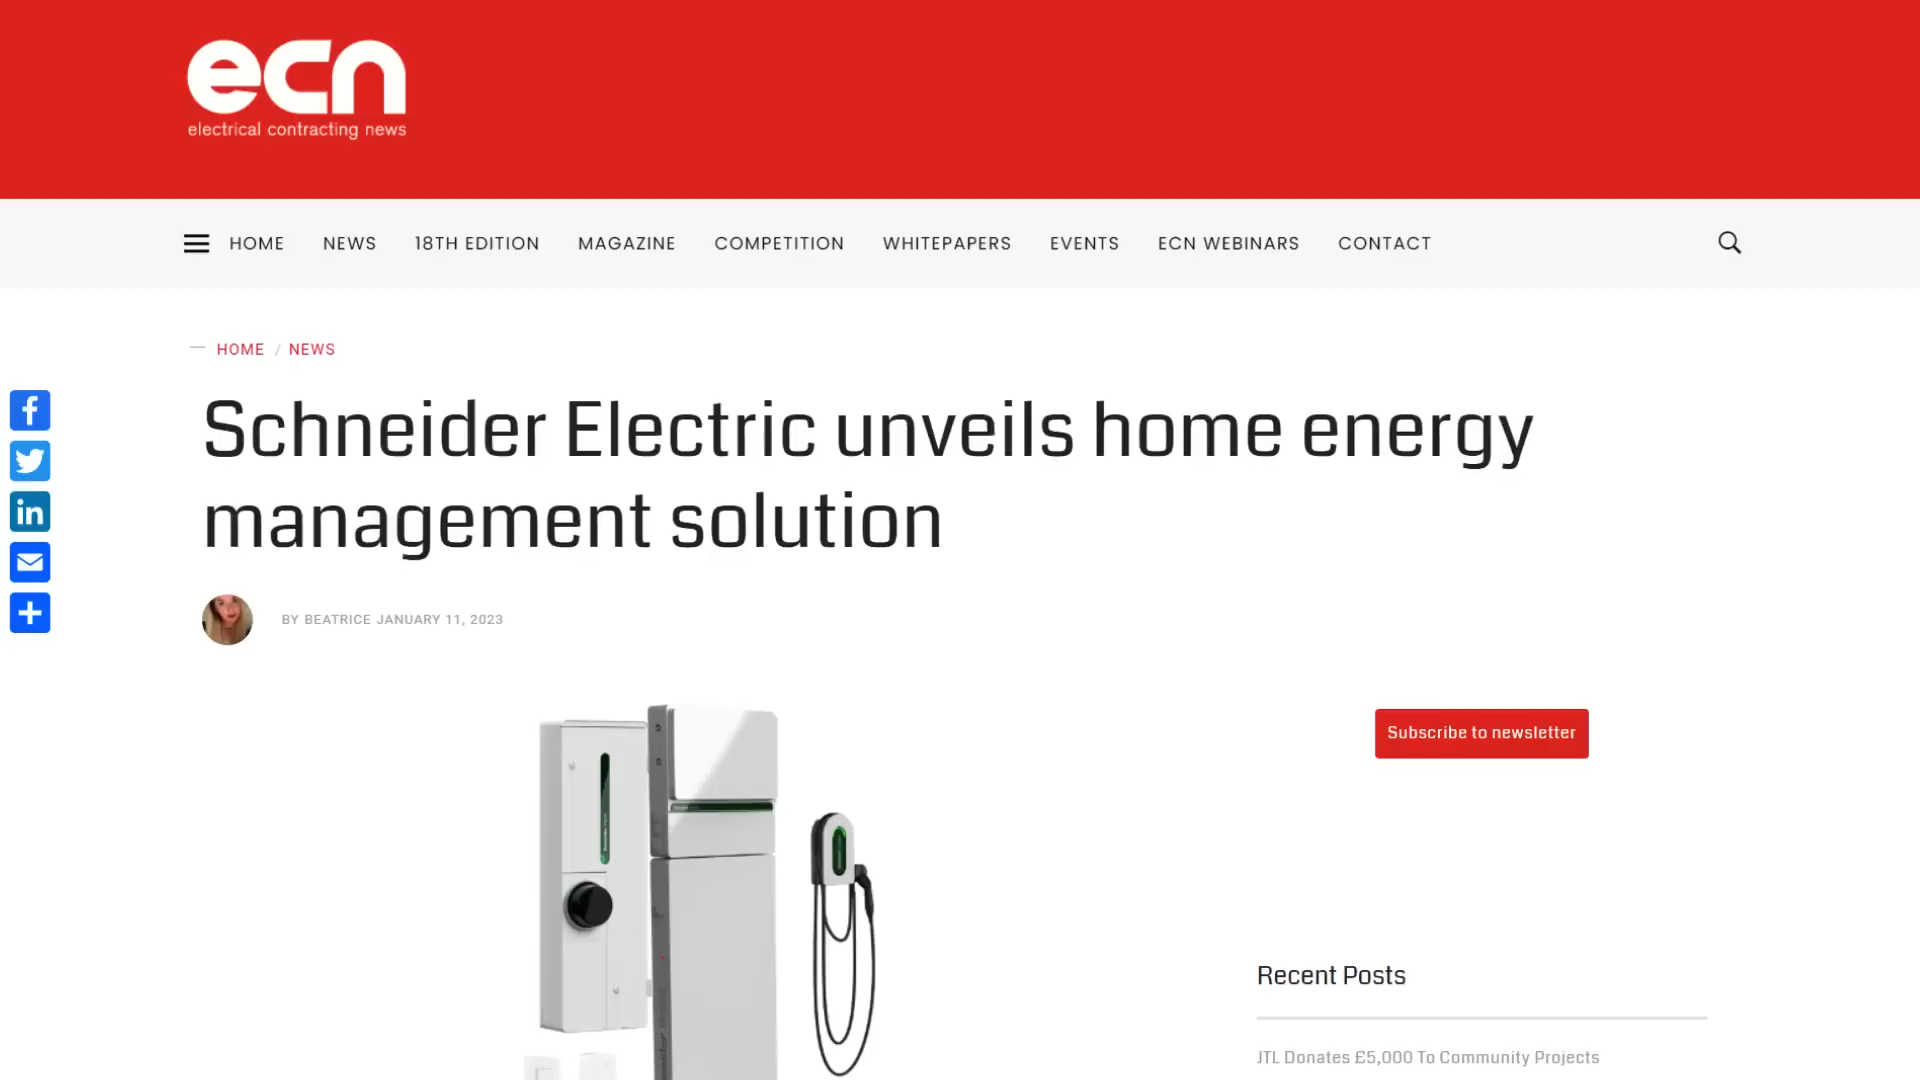 ecn
electrical contracting news
HOME NEWS 18TH EDITION MAGAZINE COMPETITION WHITEPAPERS EVENTS ECN WEBINARS CONTACT
HOME / NEWS
Schneider Electric unveils home energy
management solution
BY BEATRICE JANUARY 11, 2023
Subscribe to newsletter
Recent Posts
JTL Donates £5,000 To Community Projects